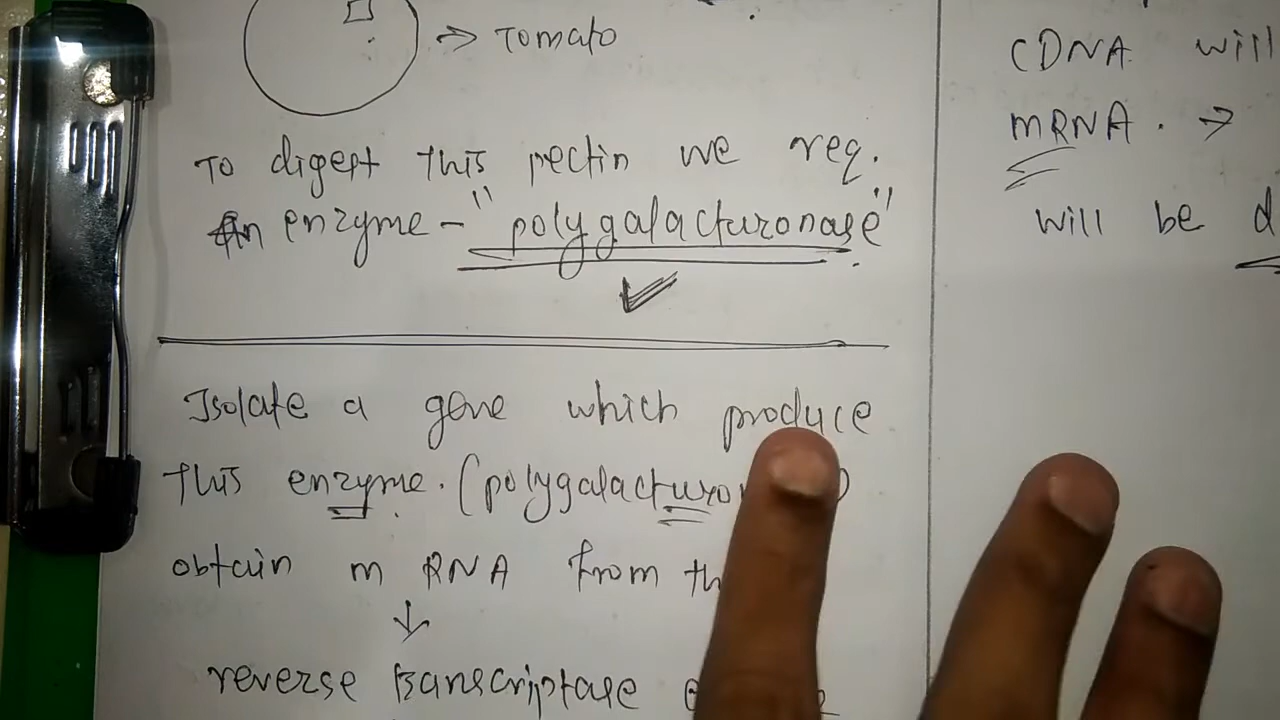 → Tomato
To digest this pectin we req.
An enzyme - "polygalacturonase"
Isolate a gene which produce
this enzyme. (polygalacturo
obtain m RNA from th
↓
reverse transcriptase
CDNA will
mRNA. →
will be d